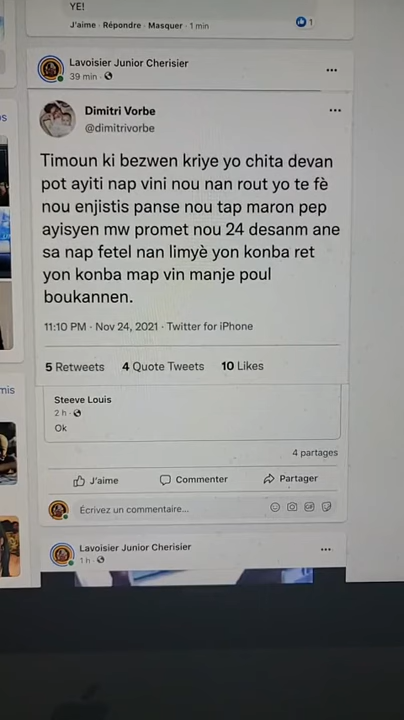 YE!
J'aime · Répondre · Masquer · 1 min
1
Lavoisier Junior Cherisier
39 min ·
Dimitri Vorbe
@dimitrivorbe
Timoun ki bezwen kriye yo chita devan
pot ayiti nap vini nou nan rout yo te fè
nou enjistis panse nou tap maron pep
ayisyen mw promet nou 24 desanm ane
sa nap fetel nan limyè yon konba ret
yon konba map vin manje poul
boukannen.
11:10 PM · Nov 24, 2021 · Twitter for iPhone
5 Retweets 4 Quote Tweets 10 Likes
Steeve Louis
2 h ·
Ok
4 partages
J'aime Commenter Partager
Écrivez un commentaire...
Lavoisier Junior Cherisier
1 h ·